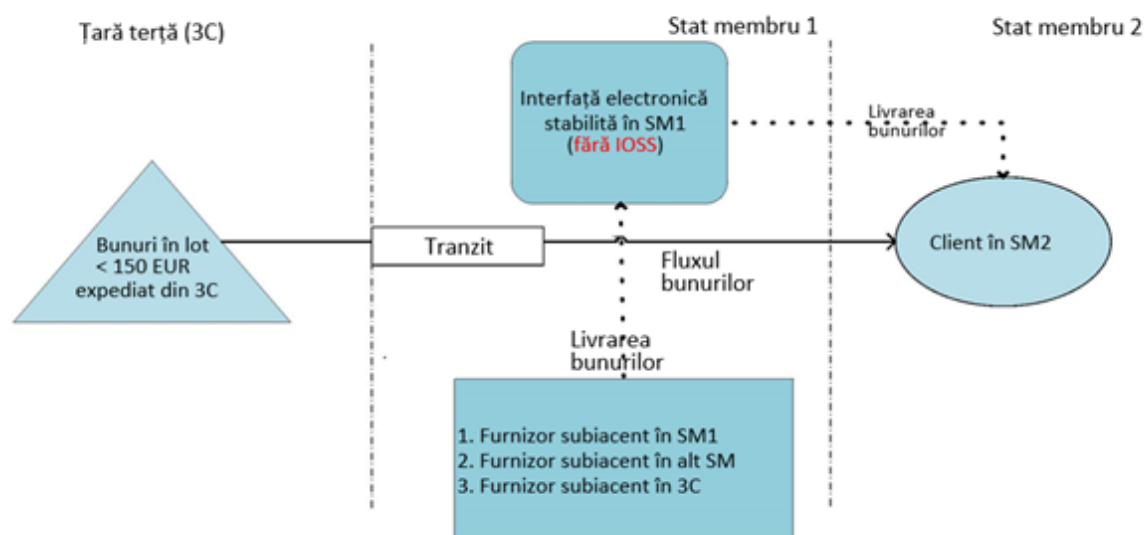 Țară terță (3C)
Stat membru 1
Stat membru 2
Interfață electronică
stabilită în SM1
(fără IOSS)
Livrarea
bunurilor
Bunuri în lot
< 150 EUR
expediat din 3C
Tranzit
Fluxul
bunurilor
Client în SM2
Livrarea
bunurilor
1. Furnizor subiacent în SM1
2. Furnizor subiacent în alt SM
3. Furnizor subiacent în 3C